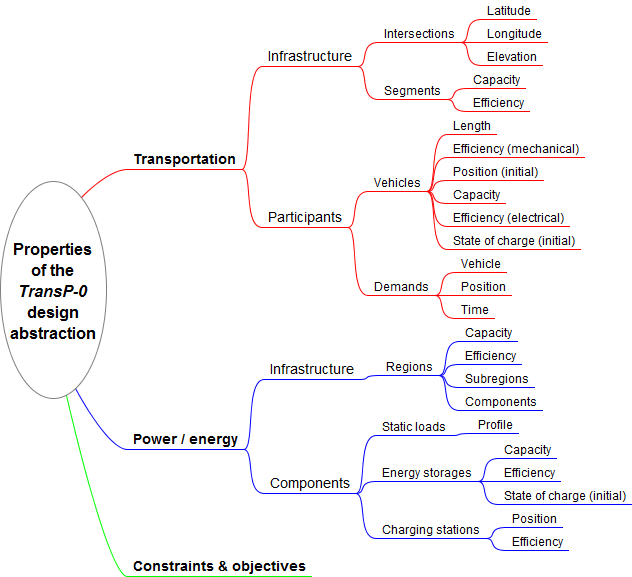 Properties
of the
TransP-0
design
abstraction
Transportation
Infrastructure
Intersections
Latitude
Longitude
Elevation
Segments
Capacity
Efficiency
Participants
Vehicles
Length
Efficiency (mechanical)
Position (initial)
Capacity
Efficiency (electrical)
State of charge (initial)
Demands
Vehicle
Position
Time
Power / energy
Infrastructure
Regions
Capacity
Efficiency
Subregions
Components
Components
Static loads
Profile
Energy storages
Capacity
Efficiency
State of charge (initial)
Charging stations
Position
Efficiency
Constraints & objectives